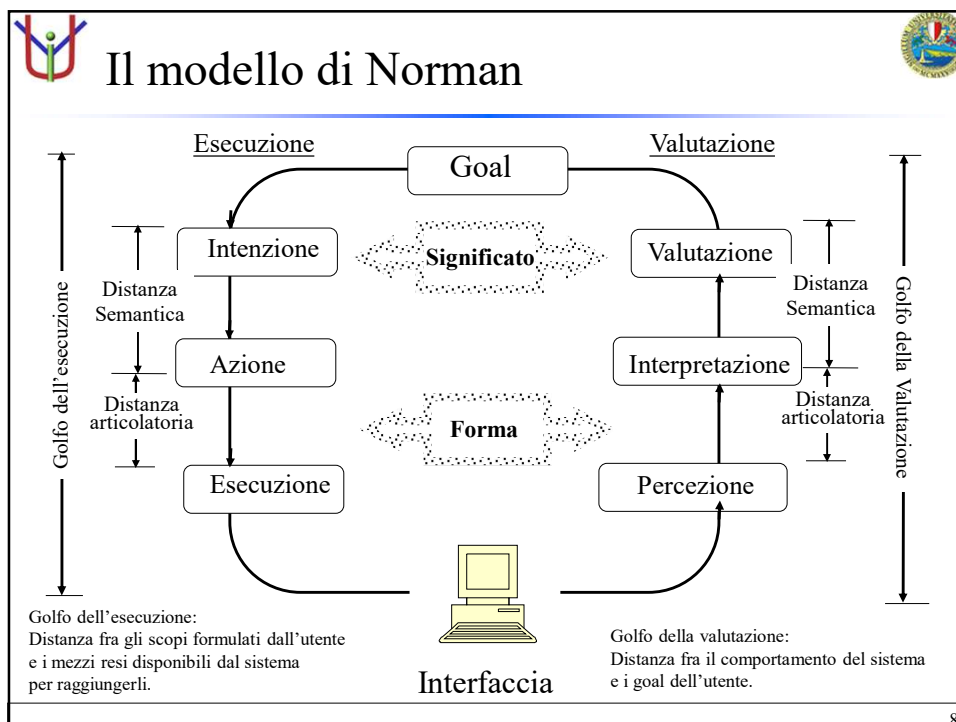 Il modello di Norman
Esecuzione
Valutazione
Goal
Intenzione
Significato
Valutazione
Distanza
Semantica
Distanza
Semantica
Golfo dell'esecuzione
Golfo della Valutazione
Azione
Interpretazione
Distanza
articolatoria
Forma
Distanza
articolatoria
Esecuzione
Percezione
Golfo dell'esecuzione:
Distanza fra gli scopi formulati dall'utente
e i mezzi resi disponibili dal sistema
per raggiungerli.
Interfaccia
Golfo della valutazione:
Distanza fra il comportamento del sistema
e i goal dell'utente.
8